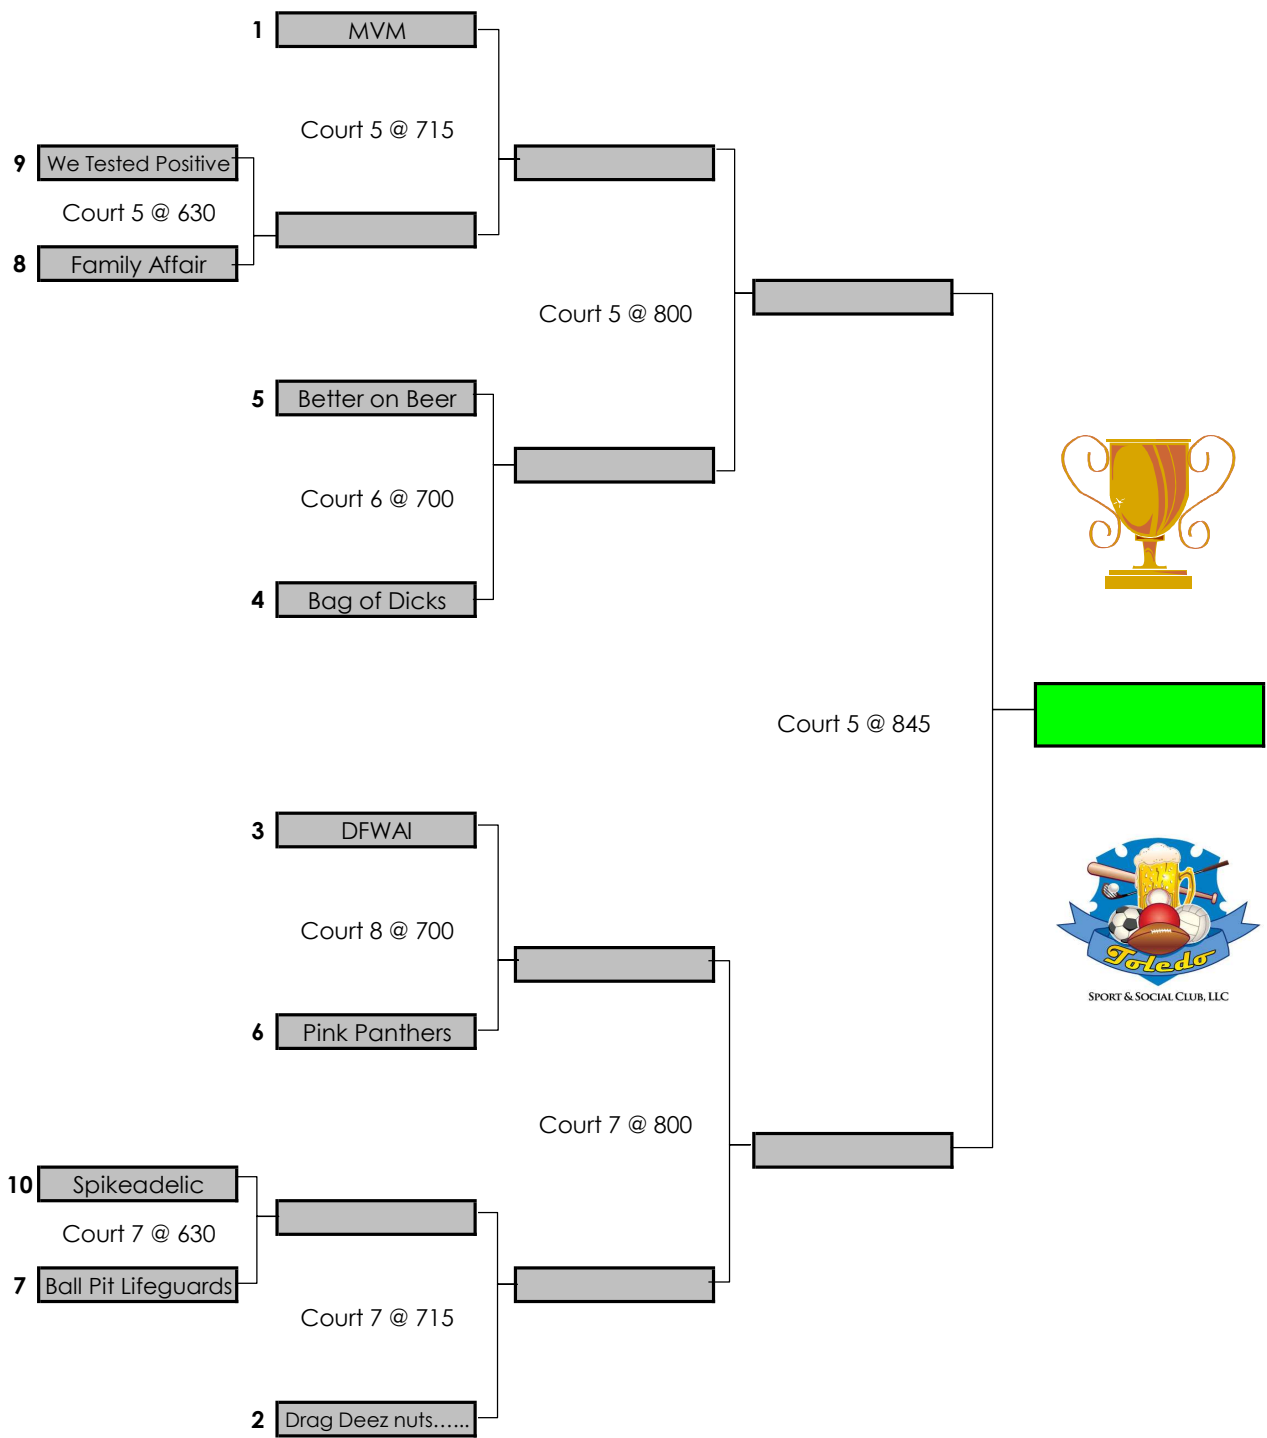 1 MVM
Court 5 @ 715
9 We Tested Positive
Court 5 @ 630
8 Family Affair
Court 5 @ 800
5 Better on Beer
Court 6 @ 700
4 Bag of Dicks
Court 5 @ 845
3 DFWAI
Court 8 @ 700
6 Pink Panthers
Court 7 @ 800
10 Spikeadelic
Court 7 @ 630
7 Ball Pit Lifeguards
Court 7 @ 715
2 Drag Deez nuts…...
Toledo
SPORT & SOCIAL CLUB, LLC